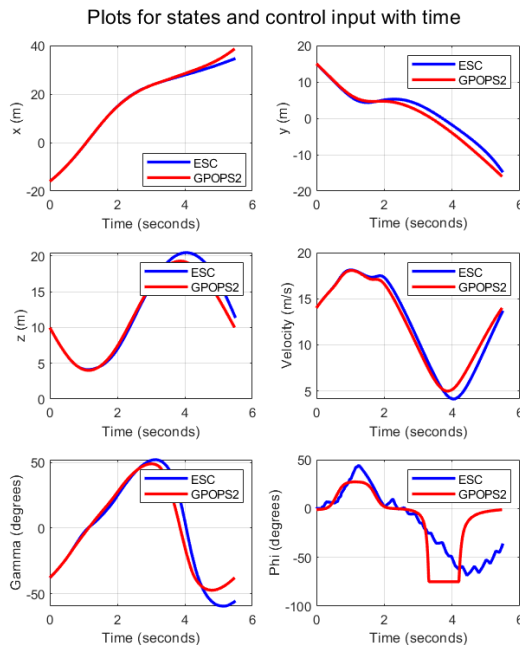 Plots for states and control input with time
40
20
0
-20
x (m)
0 2 4 6
Time (seconds)
ESC
GPOPS2
20
10
0
-10
-20
y (m)
0 2 4 6
Time (seconds)
ESC
GPOPS2
20
15
10
5
0
z (m)
0 2 4 6
Time (seconds)
ESC
GPOPS2
20
15
10
5
Velocity (m/s)
0 2 4 6
Time (seconds)
ESC
GPOPS2
50
0
-50
Gamma (degrees)
0 2 4 6
Time (seconds)
ESC
GPOPS2
50
0
-50
-100
Phi (degrees)
0 2 4 6
Time (seconds)
ESC
GPOPS2